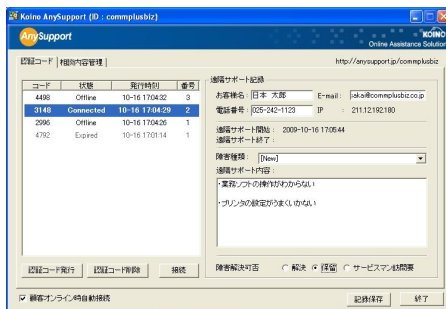 Koino AnySupport (ID : commplusbiz)
AnySupport
KOINO
Online Assistance Solution
認証コード
相談内容管理
http://anysupport.jp/commplusbiz
コード 状態 発行時刻 番号
4498 Offline 10-16 17:04:32 3
3148 Connected 10-16 17:04:29 2
2996 Offline 10-16 17:04:26 1
4792 Expired 10-16 17:01:14 1
認証コード発行
認証コード削除
接続
顧客オンライン時自動接続
遠隔サポート記録
お客様名 : 日本 太郎 E-mail : saka@commplusbiz.co.jp
電話番号 : 025-242-1123 IP : 211.12.192.180
遠隔サポート開始 : 2009-10-16 17:05:44
遠隔サポート終了 :
障害種類 : [New]
遠隔サポート内容 :
・業務ソフトの操作がわからない
・プリンタの設定がうまくいかない
障害解決可否 解決 保留 サービスマン訪問要
記録保存
終了